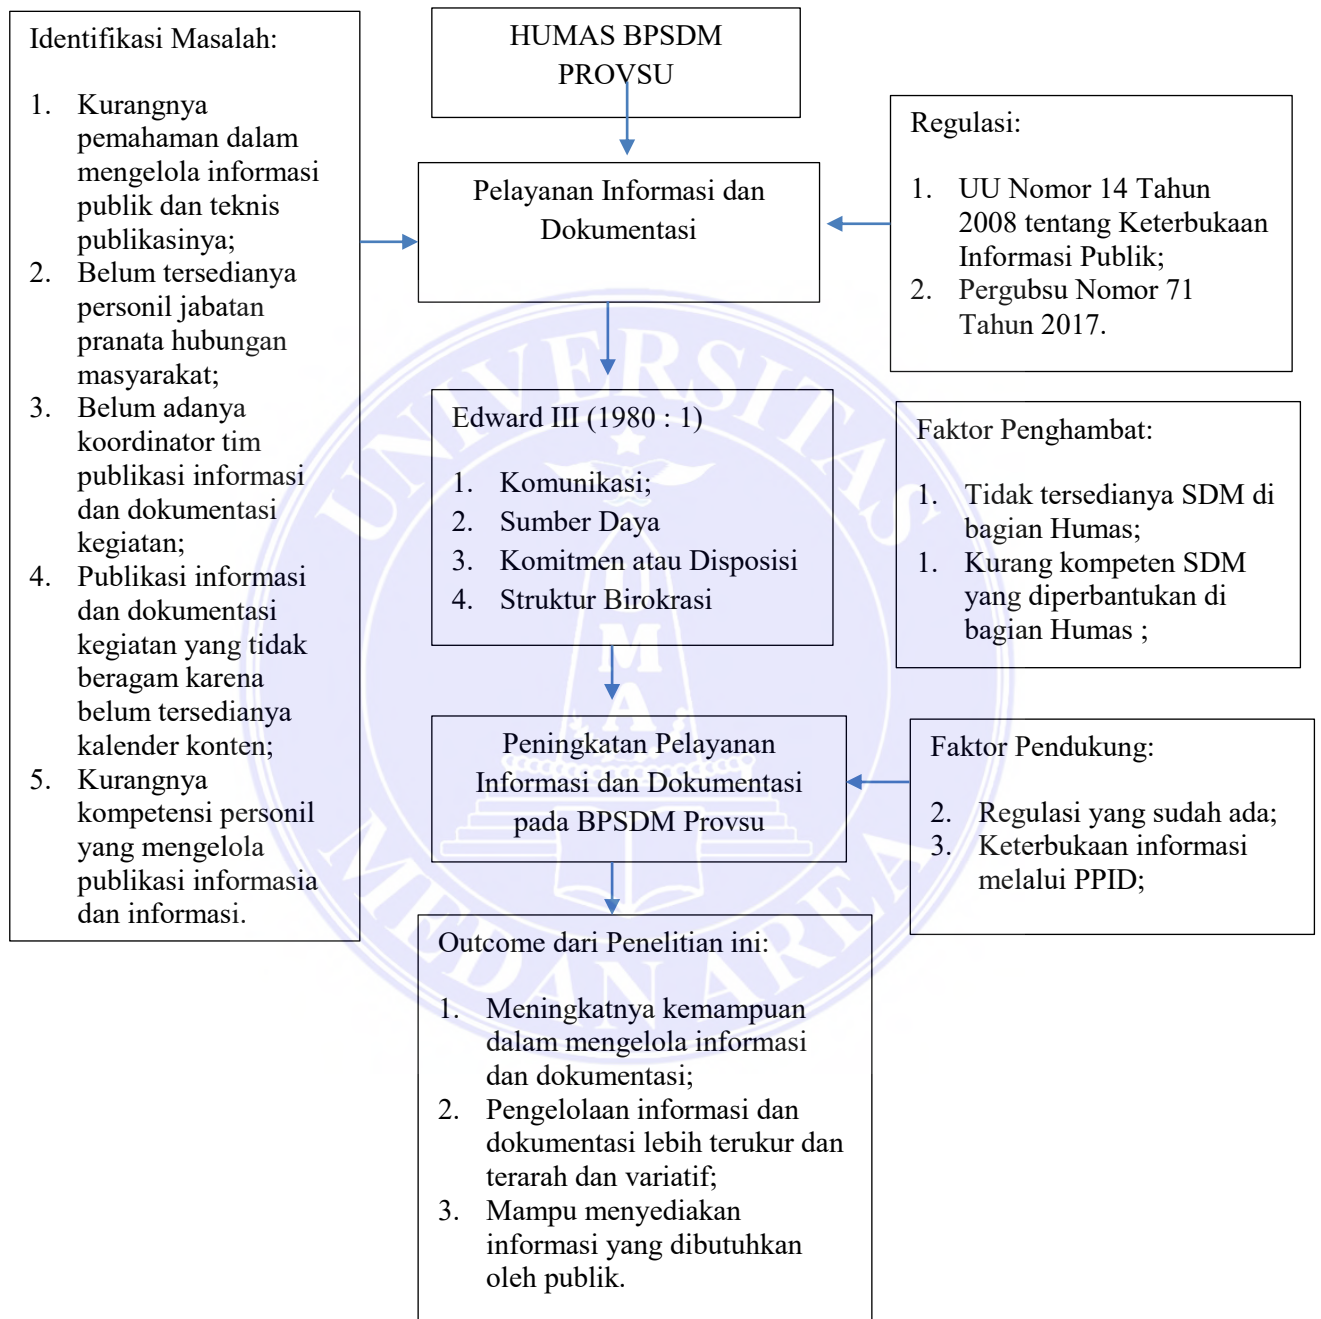 Identifikasi Masalah:
1. Kurangnya
pemahaman dalam
mengelola informasi
publik dan teknis
publikasinya;
2. Belum tersedianya
personil jabatan
pranata hubungan
masyarakat;
3. Belum adanya
koordinator tim
publikasi informasi
dan dokumentasi
kegiatan;
4. Publikasi informasi
dan dokumentasi
kegiatan yang tidak
beragam karena
belum tersedianya
kalender konten;
5. Kurangnya
kompetensi personil
yang mengelola
publikasi informasia
dan informasi.
HUMAS BPSDM
PROVSU
Pelayanan Informasi dan
Dokumentasi
Regulasi:
1. UU Nomor 14 Tahun
2008 tentang Keterbukaan
Informasi Publik;
2. Pergubsu Nomor 71
Tahun 2017.
Edward III (1980 : 1)
1. Komunikasi;
2. Sumber Daya
3. Komitmen atau Disposisi
4. Struktur Birokrasi
Faktor Penghambat:
1. Tidak tersedianya SDM di
bagian Humas;
1. Kurang kompeten SDM
yang diperbantukan di
bagian Humas ;
Peningkatan Pelayanan
Informasi dan Dokumentasi
pada BPSDM Provsu
Faktor Pendukung:
2. Regulasi yang sudah ada;
3. Keterbukaan informasi
melalui PPID;
Outcome dari Penelitian ini:
1. Meningkatnya kemampuan
dalam mengelola informasi
dan dokumentasi;
2. Pengelolaan informasi dan
dokumentasi lebih terukur dan
terarah dan variatif;
3. Mampu menyediakan
informasi yang dibutuhkan
oleh publik.
UNIVERSITAS
MEDAN AREA
U
M
A